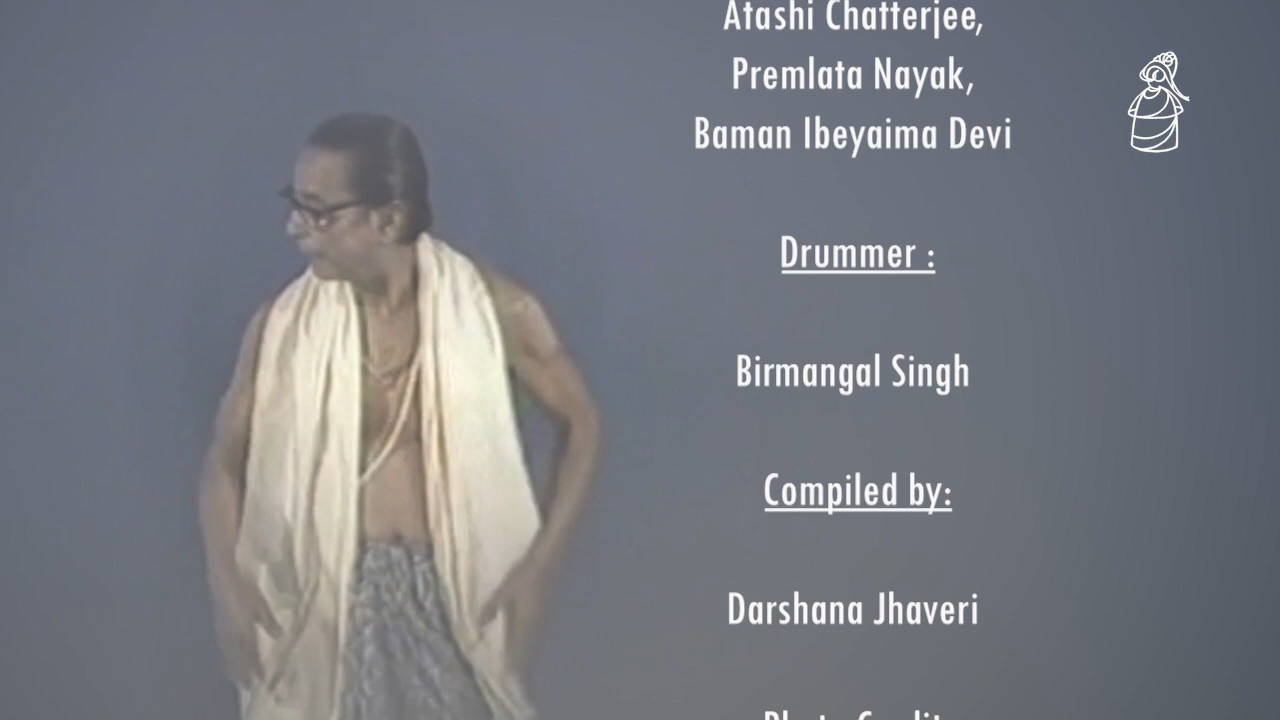 Atashi Chatterjee,
Premlata Nayak,
Baman Ibeyaima Devi
Drummer :
Birmangal Singh
Compiled by:
Darshana Jhaveri